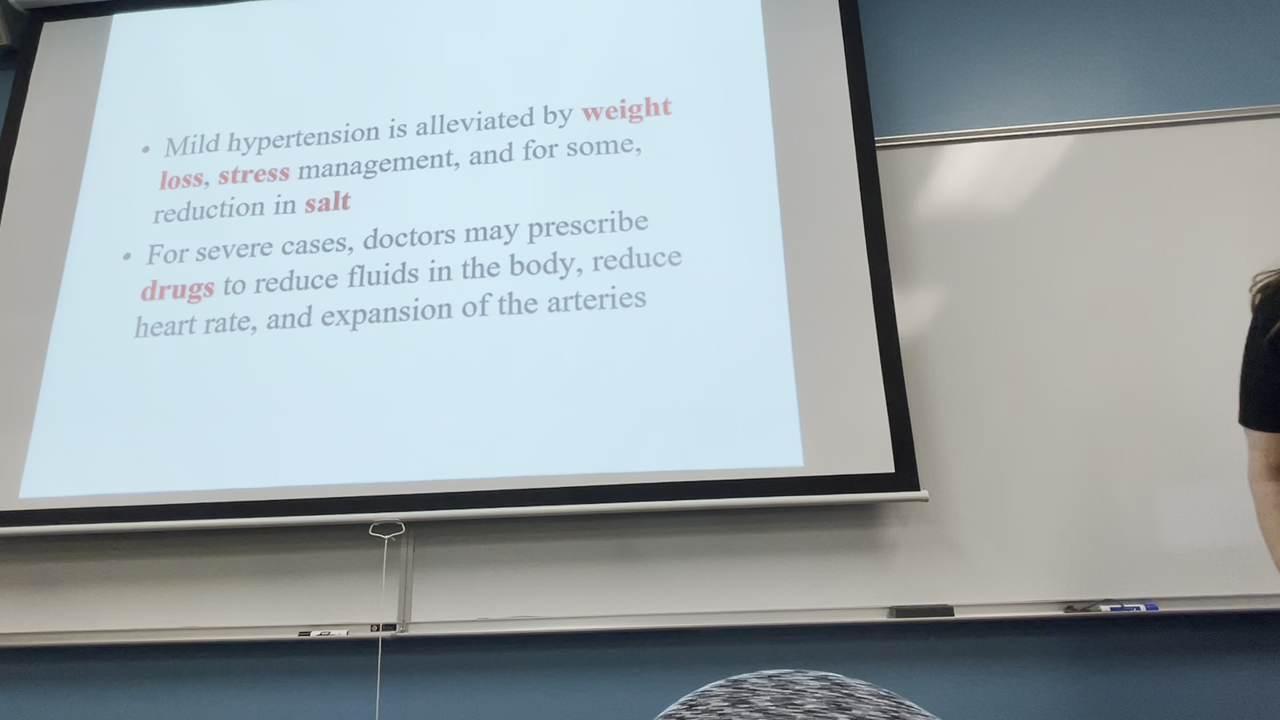 • Mild hypertension is alleviated by weight
loss, stress management, and for some,
reduction in salt
• For severe cases, doctors may prescribe
drugs to reduce fluids in the body, reduce
heart rate, and expansion of the arteries